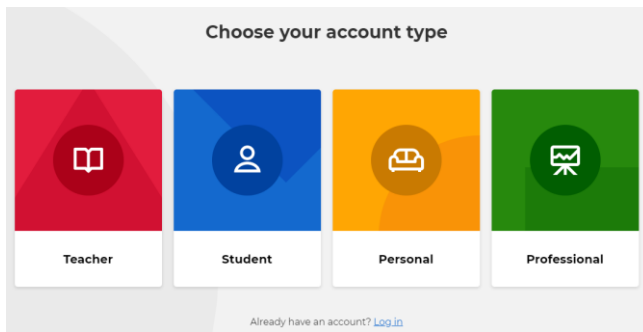 Choose your account type
Teacher
Student
Personal
Professional
Already have an account? Log in